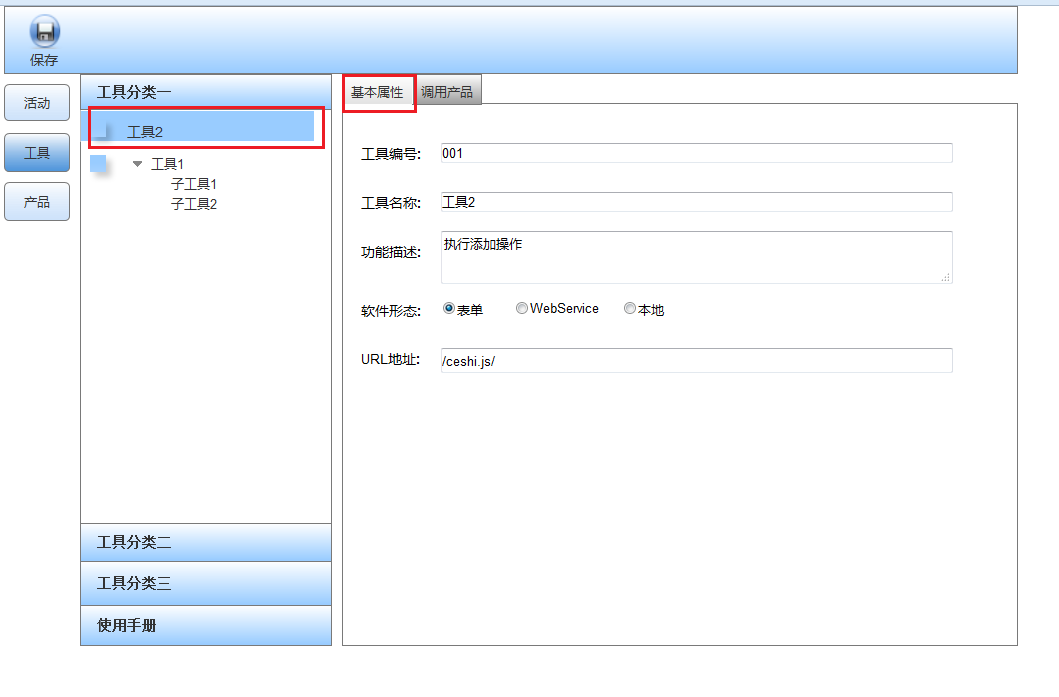 保存
活动
工具
产品
工具分类一
工具2
工具1
子工具1
子工具2
工具分类二
工具分类三
使用手册
基本属性 调用产品
工具编号: 001
工具名称: 工具2
功能描述: 执行添加操作
软件形态: 表单 WebService 本地
URL地址: /ceshi.js/